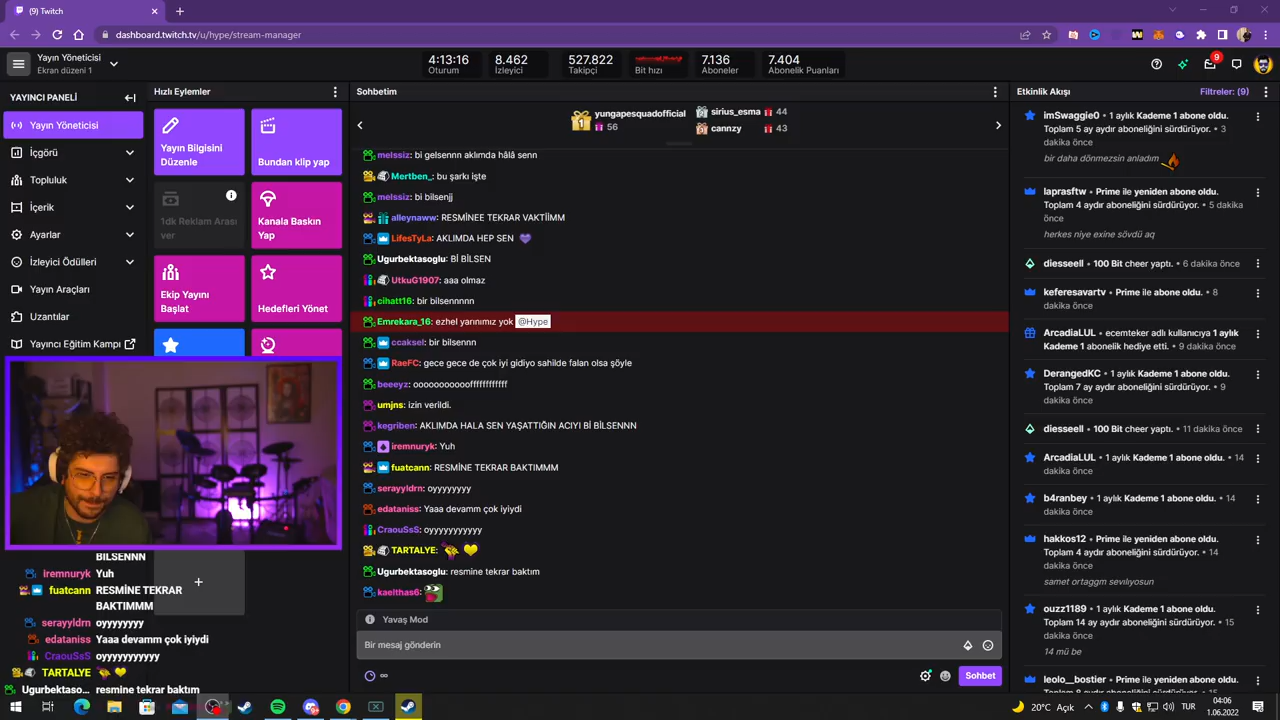 (9) Twitch
dashboard.twitch.tv/u/hype/stream-manager
Yayın Yöneticisi
Ekran düzeni 1
4:13:16
Oturum
8.462
İzleyici
527.822
Takipçi
Bit hızı
7.136
Aboneler
7.404
Abonelik Puanları
9
YAYINCI PANELİ
Yayın Yöneticisi
İçgörü
Topluluk
İçerik
Ayarlar
İzleyici Ödülleri
Yayın Araçları
Uzantılar
Yayıncı Eğitim Kampı
Hızlı Eylemler
Yayın Bilgisini
Düzenle
Bundan klip yap
1dk Reklam Arası
ver
Kanala Baskın
Yap
Ekip Yayını
Başlat
Hedefleri Yönet
BİLSENNN
iremnuryk Yuh
fuatcann RESMİNE TEKRAR
BAKTIMMM
serayyldrn oyyyyyyy
edataniss Yaaa devamm çok iyiydi
CraouSsS oyyyyyyyyyy
TARTALYE
Ugurbektaso... resmine tekrar baktım
Sohbetim
1
yungapesquadofficial
56
sirius_esma 44
cannzy 43
melssiz: bi gelsennn aklımda hâlâ senn
Mertben_: bu şarkı işte
melssiz: bi bilsenjj
alleynaww: RESMİNEE TEKRAR VAKTİİMM
LifesTyLa: AKLIMDA HEP SEN
Ugurbektasoglu: Bİ BİLSEN
UtkuG1907: aaa olmaz
cihatt16: bir bilsennnnn
Emrekara_16: ezhel yarınımız yok @Hype
ccaksel: bir bilsennn
RaeFC: gece gece de çok iyi gidiyo sahilde falan olsa şöyle
beeeyz: ooooooooooofffffffffffff
umjns: izin verildi.
kegriben: AKLIMDA HALA SEN YAŞATTIĞIN ACIYI Bİ BİLSENNN
iremnuryk: Yuh
fuatcann: RESMİNE TEKRAR BAKTIMMM
serayyldrn: oyyyyyyyy
edataniss: Yaaa devamm çok iyiydi
CraouSsS: oyyyyyyyyyy
TARTALYE:
Ugurbektasoglu: resmine tekrar baktım
kaelthas6:
Yavaş Mod
Bir mesaj gönderin
∞
Sohbet
Etkinlik Akışı
Filtreler: (9)
imSwaggie0 • 1 aylık Kademe 1 abone oldu.
Toplam 5 ay aydır aboneliğini sürdürüyor. • 3
dakika önce
bir daha dönmezsin anladım
laprasftw • Prime ile yeniden abone oldu.
Toplam 4 aydır aboneliğini sürdürüyor. • 5 dakika
önce
herkes niye exine sövdü aq
diesseell • 100 Bit cheer yaptı. • 6 dakika önce
keferesavartv • Prime ile abone oldu. • 8
dakika önce
ArcadiaLUL • ecemteker adlı kullanıcıya 1 aylık
Kademe 1 abonelik hediye etti. • 9 dakika önce
DerangedKC • 1 aylık Kademe 1 abone oldu.
Toplam 7 ay aydır aboneliğini sürdürüyor. • 9
dakika önce
diesseell • 100 Bit cheer yaptı. • 11 dakika önce
ArcadiaLUL • 1 aylık Kademe 1 abone oldu. • 14
dakika önce
b4ranbey • 1 aylık Kademe 1 abone oldu. • 14
dakika önce
hakkos12 • Prime ile yeniden abone oldu.
Toplam 4 aydır aboneliğini sürdürüyor. • 14
dakika önce
samet ortaggm sevılıyosun
ouzz1189 • 1 aylık Kademe 1 abone oldu.
Toplam 14 ay aydır aboneliğini sürdürüyor. • 15
dakika önce
14 mü be
leolo__bostier • Prime ile yeniden abone oldu.
Toplam 8 aydır aboneliğini sürdürüyor. • 15
20°C Açık
TUR
04:06
1.06.2022